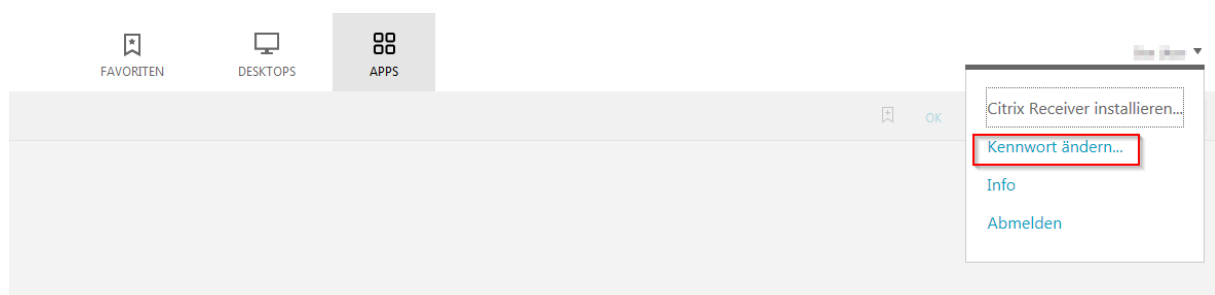 FAVORITEN
DESKTOPS
APPS
OK
Citrix Receiver installieren...
Kennwort ändern...
Info
Abmelden